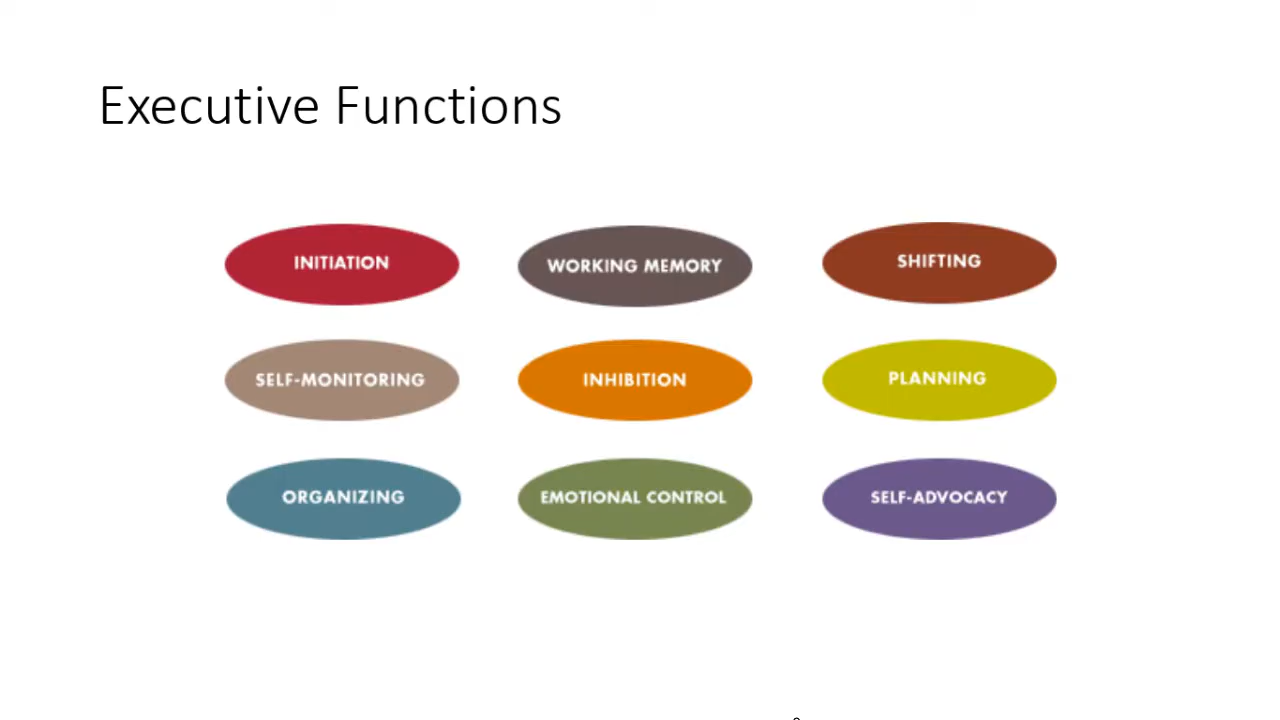 Executive Functions
INITIATION
WORKING MEMORY
SHIFTING
SELF-MONITORING
INHIBITION
PLANNING
ORGANIZING
EMOTIONAL CONTROL
SELF-ADVOCACY